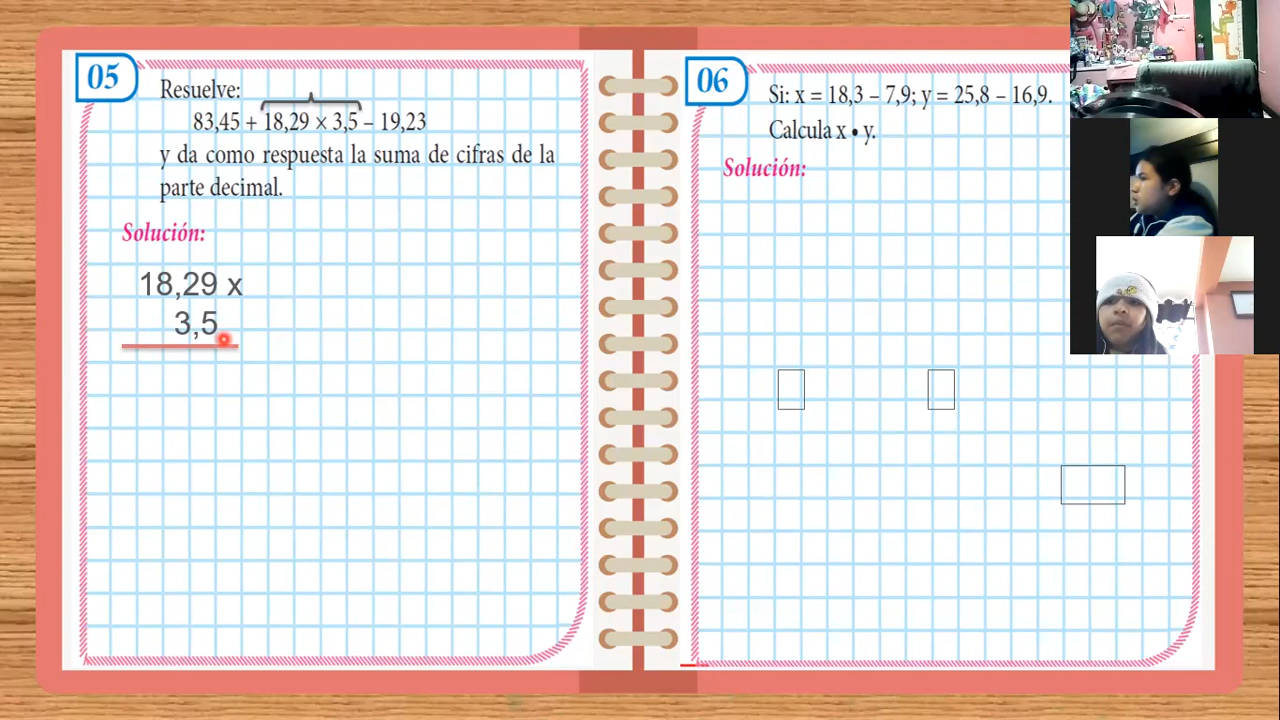 05
Resuelve:
83,45 + 18,29 × 3,5 – 19,23
y da como respuesta la suma de cifras de la
parte decimal.
Solución:
18,29 x
3,5
06
Si: x = 18,3 – 7,9; y = 25,8 – 16,9.
Calcula x • y.
Solución: